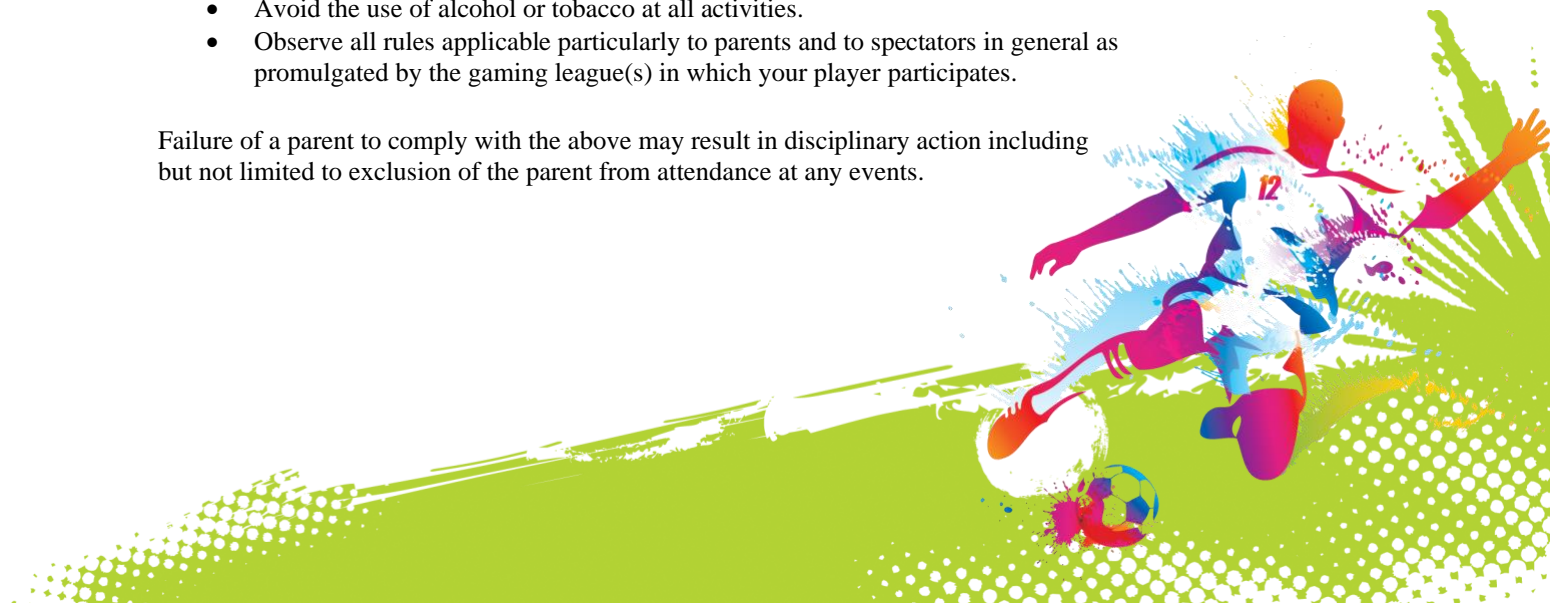 • Avoid the use of alcohol or tobacco at all activities.
• Observe all rules applicable particularly to parents and to spectators in general as
promulgated by the gaming league(s) in which your player participates.
Failure of a parent to comply with the above may result in disciplinary action including
but not limited to exclusion of the parent from attendance at any events.
12